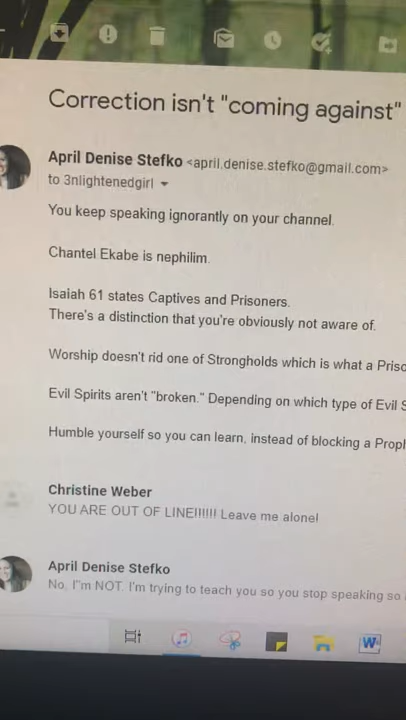 Correction isn't "coming against"
April Denise Stefko <april.denise.stefko@gmail.com>
to 3nlightenedgirl
You keep speaking ignorantly on your channel.
Chantel Ekabe is nephilim.
Isaiah 61 states Captives and Prisoners.
There's a distinction that you're obviously not aware of.
Worship doesn't rid one of Strongholds which is what a
Evil Spirits aren't "broken." Depending on which type of Evil
Humble yourself so you can learn, instead of blocking a
Christine Weber
YOU ARE OUT OF LINE!!!!!! Leave me alone!
April Denise Stefko
No, I"m NOT. I'm trying to teach you so you stop speaking so
W